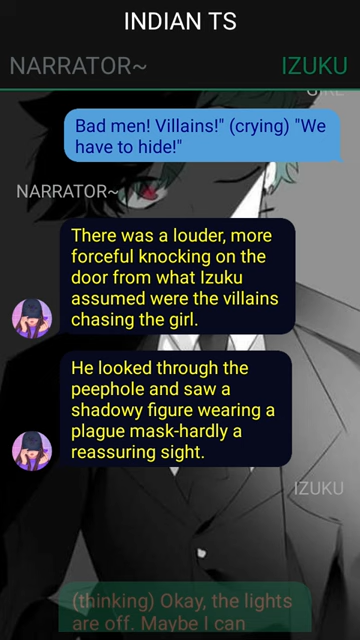 INDIAN TS
NARRATOR~ IZUKU
GIRL
Bad men! Villains!" (crying) "We
have to hide!"
NARRATOR~
There was a louder, more
forceful knocking on the
door from what Izuku
assumed were the villains
chasing the girl.
He looked through the
peephole and saw a
shadowy figure wearing a
plague mask-hardly a
reassuring sight.
IZUKU
(thinking) Okay, the lights
are off. Maybe I can